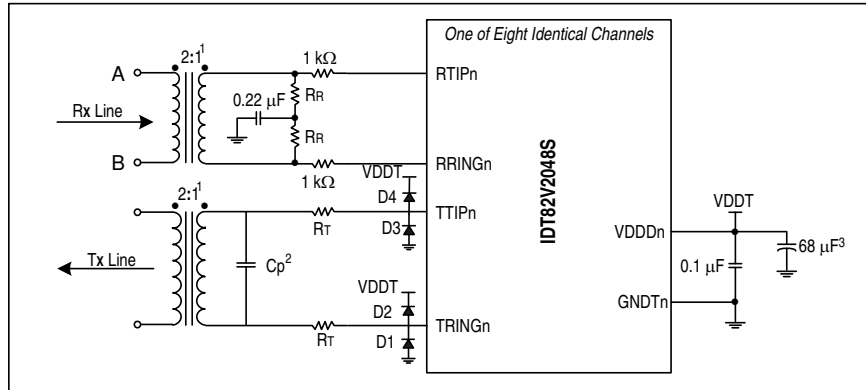 One of Eight Identical Channels
2:1¹
1 kΩ
A
RTIPn
0.22 µF
RR
Rx Line
RR
B
RRINGn
1 kΩ
VDDT
2:1¹
D4
TTIPn
D3
RT
VDDT
VDDDn
68 µF³
Tx Line
Cp²
0.1 µF
VDDT
GNDTn
D2
TRINGn
RT
D1
IDT82V2048S